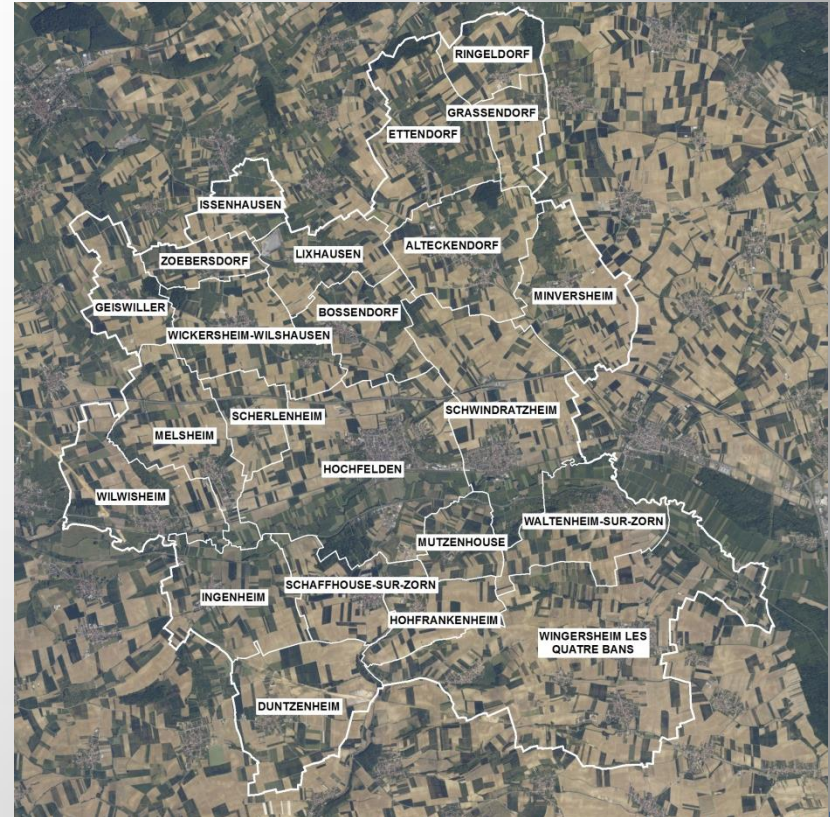 RINGELDORF
GRASSENDORF
ETTENDORF
ISSENHAUSEN
ALTECKENDORF
LIXHAUSEN
ZOEBERSDORF
MINVERSHEIM
GEISWILLER
BOSSENDORF
WICKERSHEIM-WILSHAUSEN
SCHWINDRATZHEIM
SCHERLENHEIM
MELSHEIM
HOCHFELDEN
WILWISHEIM
WALTENHEIM-SUR-ZORN
MUTZENHOUSE
SCHAFFHOUSE-SUR-ZORN
INGENHEIM
HOHFRANKENHEIM
WINGERSHEIM LES
QUATRE BANS
DUNTZENHEIM